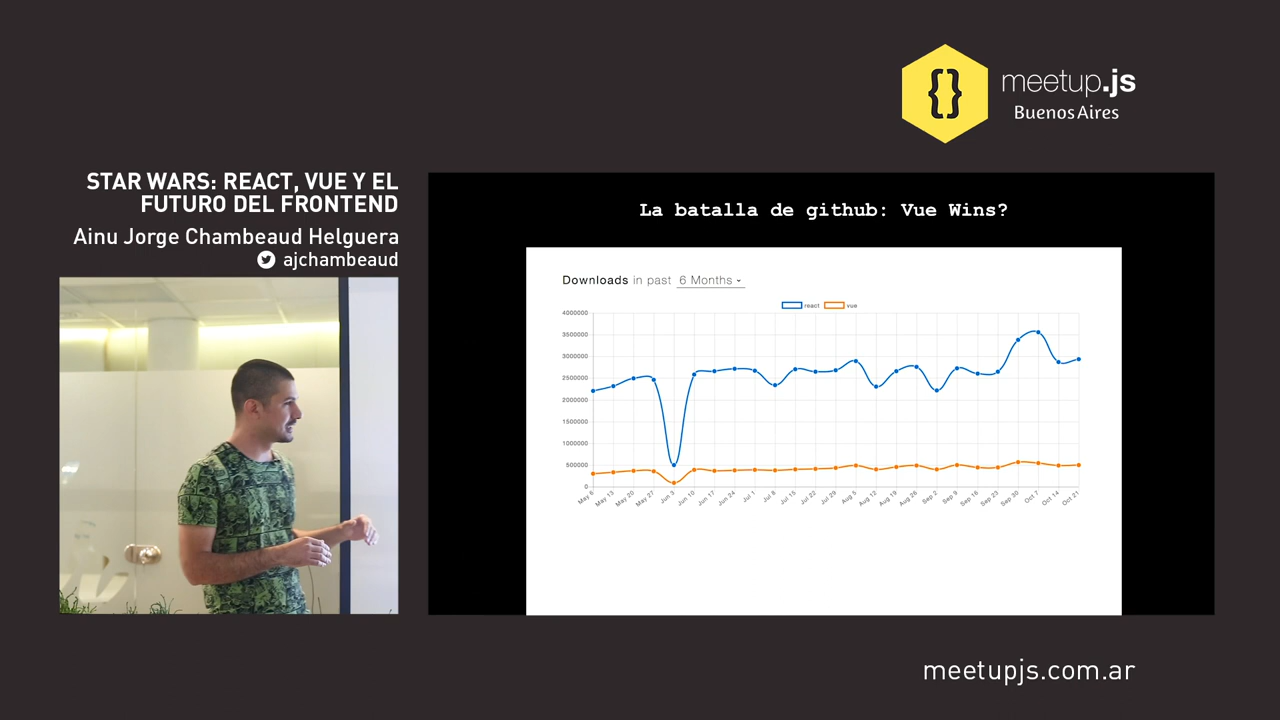 {}
meetup.js
Buenos Aires
STAR WARS: REACT, VUE Y EL
FUTURO DEL FRONTEND
Ainu Jorge Chambeaud Helguera
ajchambeaud
La batalla de github: Vue Wins?
Downloads in past 6 Months
react vue
4000000
3500000
3000000
2500000
2000000
1500000
1000000
500000
0
May 6 May 13 May 20 May 27 Jun 3 Jun 10 Jun 17 Jun 24 Jul 1 Jul 8 Jul 15 Jul 22 Jul 29 Aug 5 Aug 12 Aug 19 Aug 26 Sep 2 Sep 9 Sep 16 Sep 23 Sep 30 Oct 7 Oct 14 Oct 21
meetupjs.com.ar